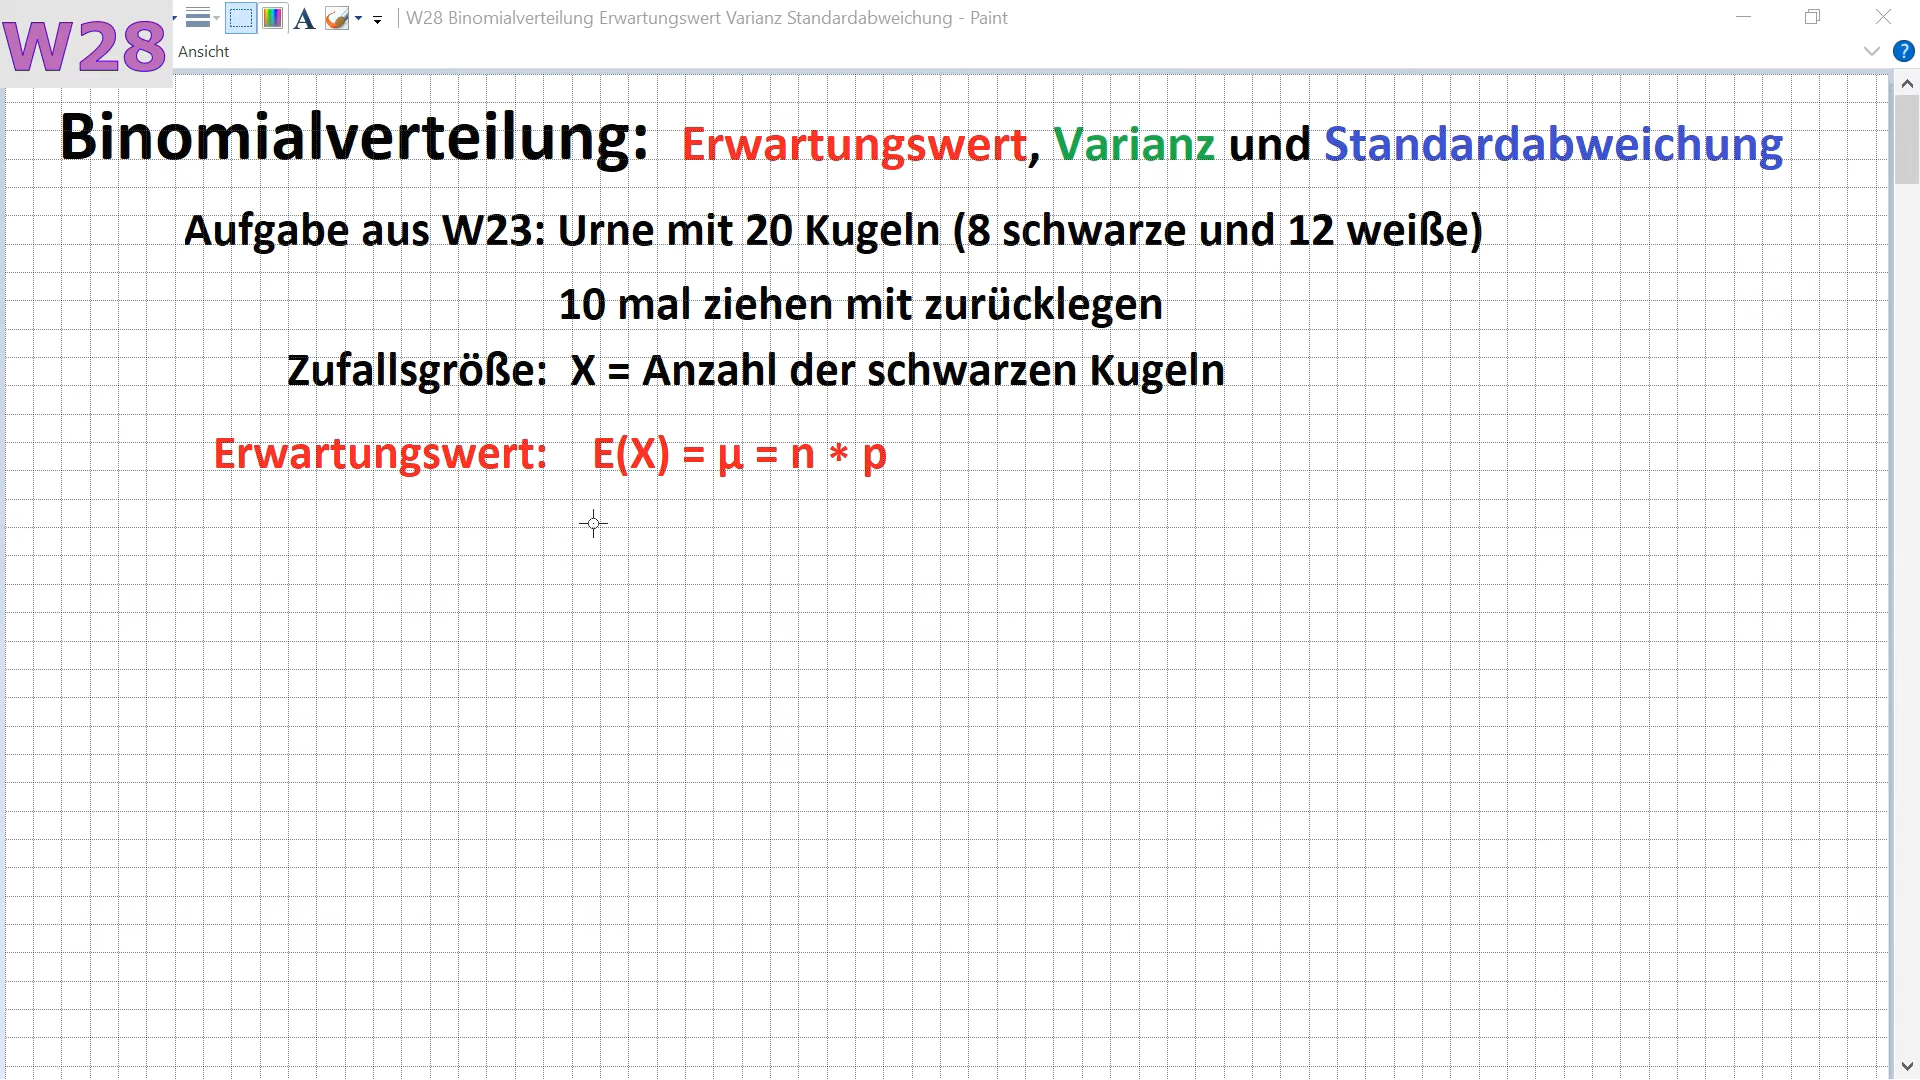 W28 Binomialverteilung Erwartungswert Varianz Standardabweichung - Paint
W28
Ansicht
Binomialverteilung: Erwartungswert, Varianz und Standardabweichung
Aufgabe aus W23: Urne mit 20 Kugeln (8 schwarze und 12 weiße)
10 mal ziehen mit zurücklegen
Zufallsgröße: X = Anzahl der schwarzen Kugeln
Erwartungswert: E(X) = μ = n * p